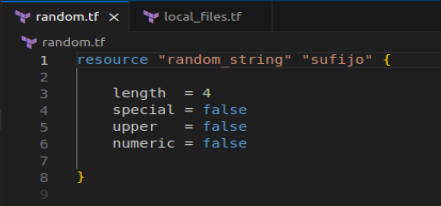 random.tf × local_files.tf
random.tf
1 resource "random_string" "sufijo" {
2
3 length = 4
4 special = false
5 upper = false
6 numeric = false
7
8 }
9